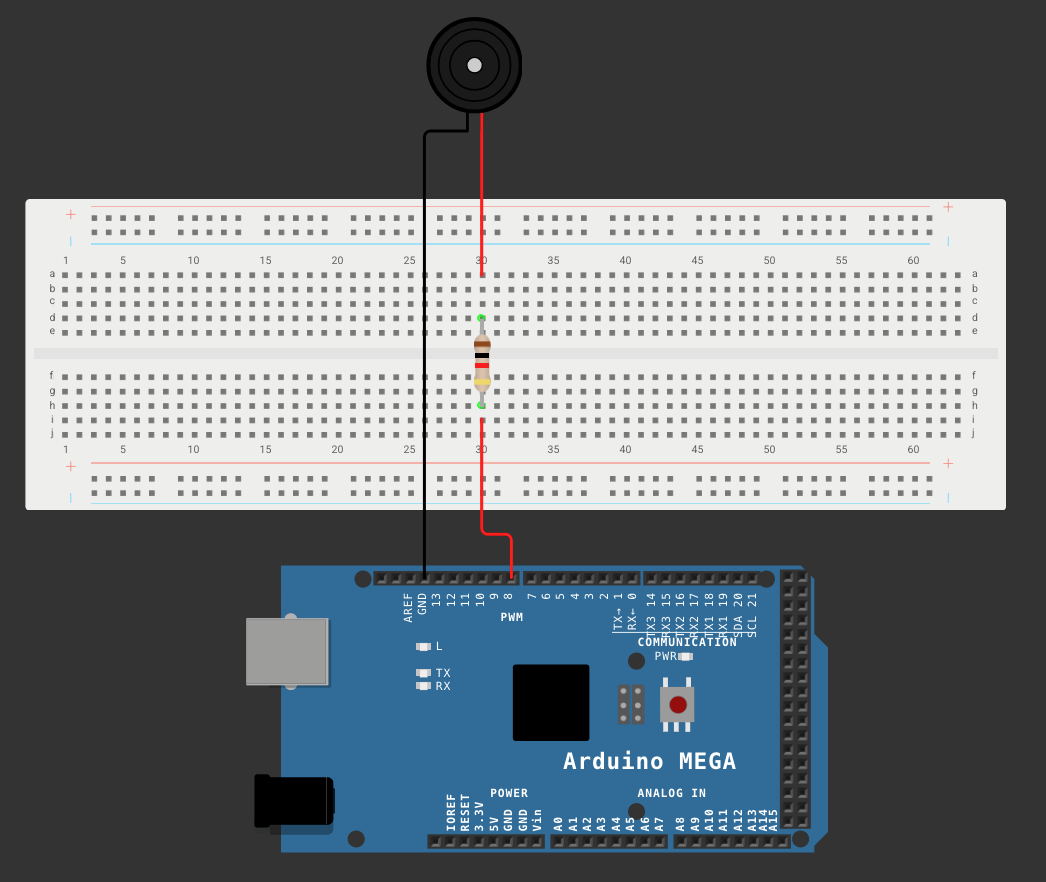 + +
| |
1 5 10 15 20 25 30 35 40 45 50 55 60
a a
b b
c c
d d
e e
f f
g g
h h
i i
j j
1 5 10 15 20 25 30 35 40 45 50 55 60
+ +
| |
AREF GND 13 12 11 10 9 8 7 6 5 4 3 2 TX→ 1 RX← 0 TX3 14 RX3 15 TX2 16 RX2 17 TX1 18 RX1 19 SDA 20 SCL 21
PWM
COMMUNICATION
L
PWR
TX
RX
Arduino MEGA
POWER
ANALOG IN
IOREF RESET 3.3V 5V GND GND Vin A0 A1 A2 A3 A4 A5 A6 A7 A8 A9 A10 A11 A12 A13 A14 A15